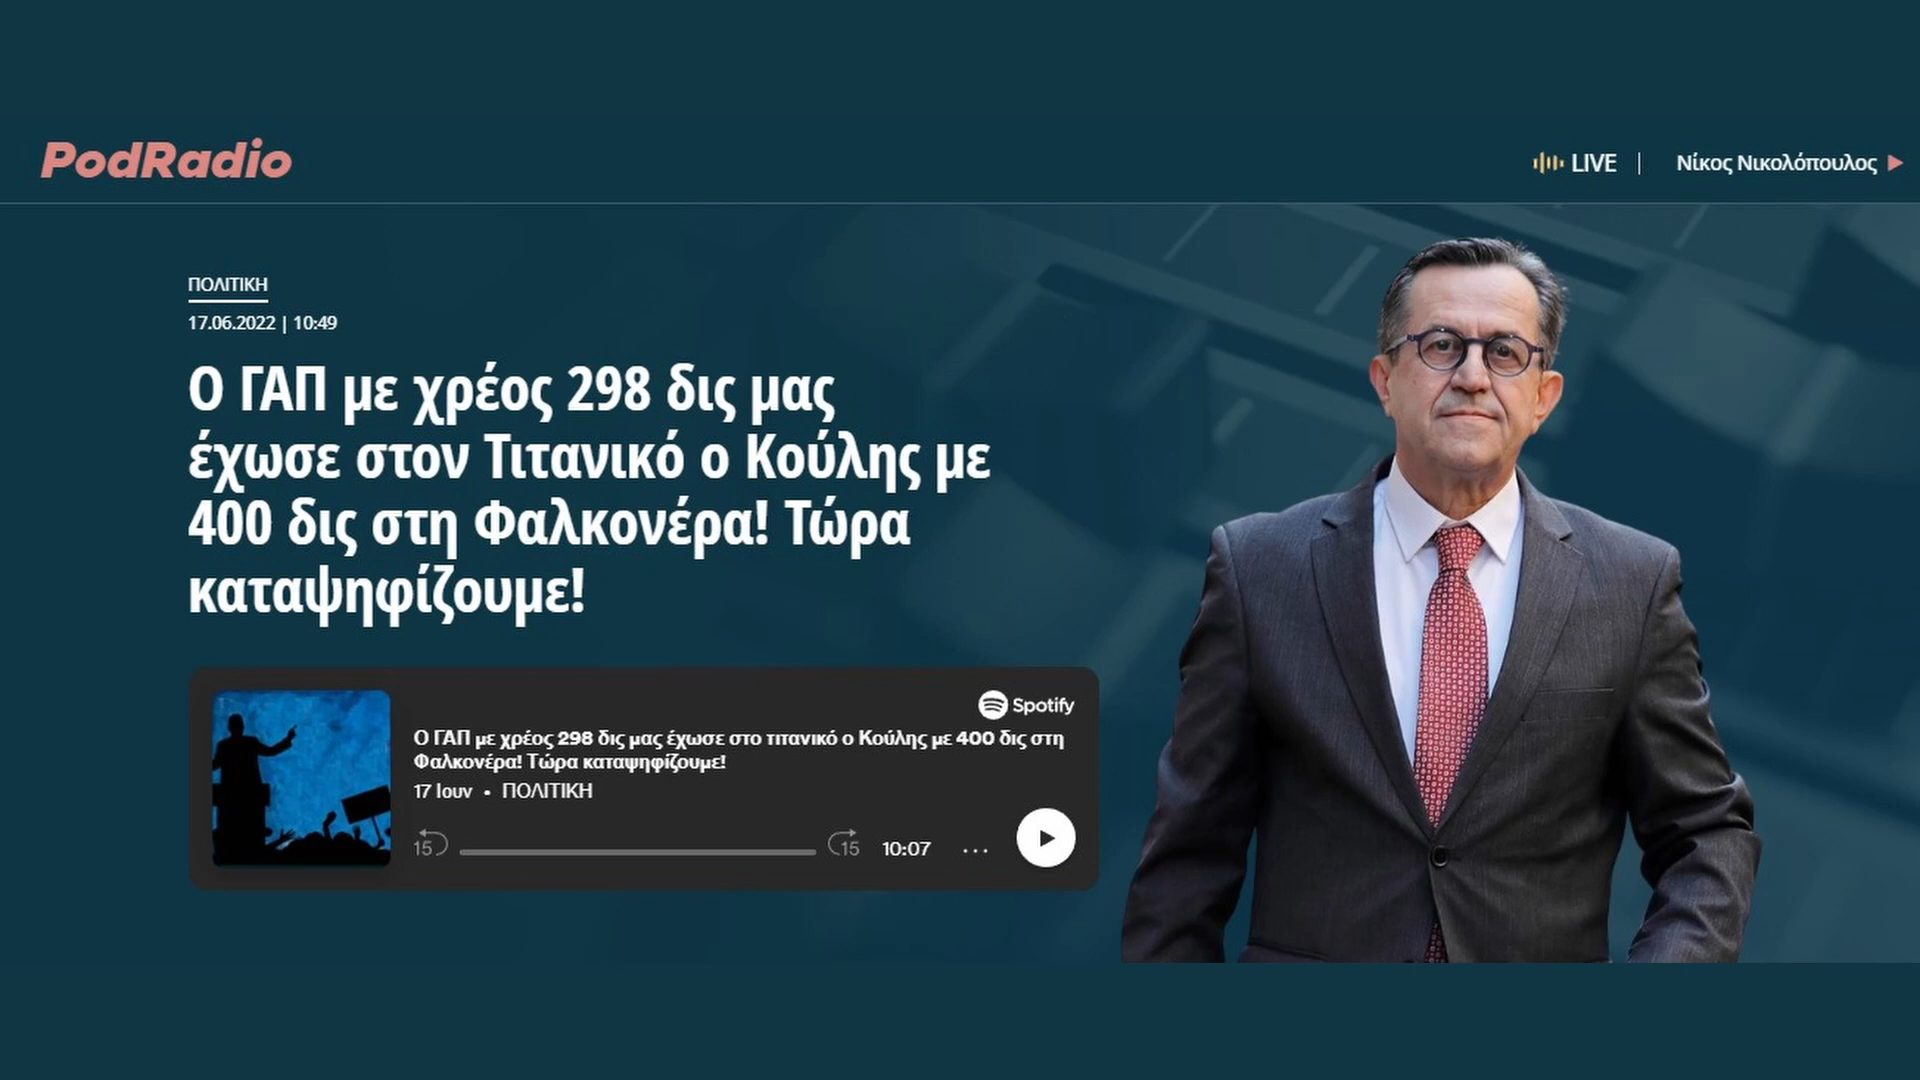 PodRadio
LIVE | Νίκος Νικολόπουλος
ΠΟΛΙΤΙΚΗ
17.06.2022 | 10:49
Ο ΓΑΠ με χρέος 298 δις μας
έχωσε στον Τιτανικό ο Κούλης με
400 δις στη Φαλκονέρα! Τώρα
καταψηφίζουμε!
Spotify
Ο ΓΑΠ με χρέος 298 δις μας έχωσε στο τιτανικό ο Κούλης με 400 δις στη
Φαλκονέρα! Τώρα καταψηφίζουμε!
17 Ιουν • ΠΟΛΙΤΙΚΗ
15 15 10:07 ...